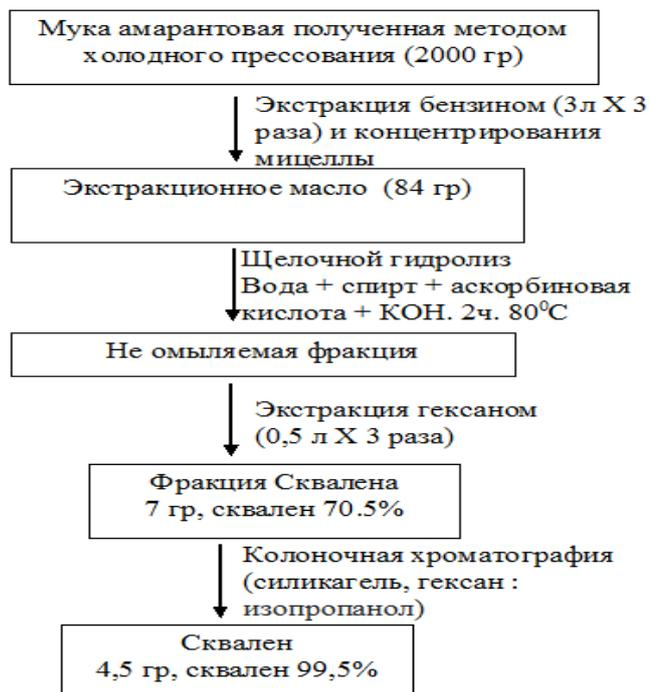 Мука амарантовая полученная методом
холодного прессования (2000 гр)
Экстракция бензином (3л X 3
раза) и концентрирования
мицеллы
Экстракционное масло (84 гр)
Щелочной гидролиз
Вода + спирт + аскорбиновая
кислота + КОН. 2ч. 80⁰С
Не омыляемая фракция
Экстракция гексаном
(0,5 л X 3 раза)
Фракция Сквалена
7 гр, сквален 70.5%
Колоночная хроматография
(силикагель, гексан :
изопропанол)
Сквален
4,5 гр, сквален 99,5%